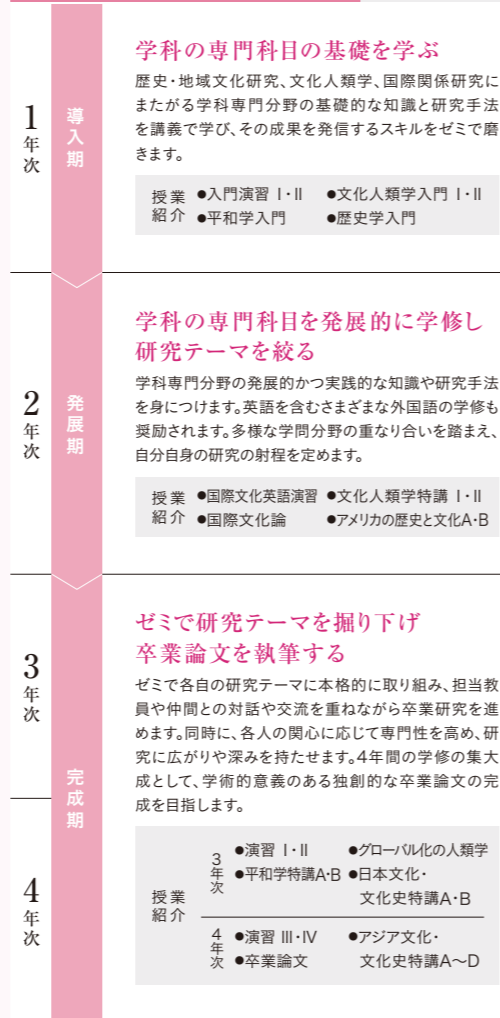 1
年
次
導
入
期
学科の専門科目の基礎を学ぶ
歴史・地域文化研究、文化人類学、国際関係研究に
またがる学科専門分野の基礎的な知識と研究手法
を講義で学び、その成果を発信するスキルをゼミで磨
きます。
授業
紹介
●入門演習 I・II ●文化人類学入門 I・II
●平和学入門 ●歴史学入門
2
年
次
発
展
期
学科の専門科目を発展的に学修し
研究テーマを絞る
学科専門分野の発展的かつ実践的な知識や研究手法
を身につけます。英語を含むさまざまな外国語の学修も
奨励されます。多様な学問分野の重なり合いを踏まえ、
自分自身の研究の射程を定めます。
授業
紹介
●国際文化英語演習 ●文化人類学特講 I・II
●国際文化論 ●アメリカの歴史と文化A・B
3
年
次
完
成
期
4
年
次
ゼミで研究テーマを掘り下げ
卒業論文を執筆する
ゼミで各自の研究テーマに本格的に取り組み、担当教
員や仲間との対話や交流を重ねながら卒業研究を進
めます。同時に、各人の関心に応じて専門性を高め、研
究に広がりや深みを持たせます。4年間の学修の集大
成として、学術的意義のある独創的な卒業論文の完
成を目指します。
授業
紹介
3
年
次
●演習 I・II ●グローバル化の人類学
●平和学特講A・B ●日本文化・
文化史特講A・B
4
年
次
●演習 III・IV ●アジア文化・
●卒業論文 文化史特講A〜D